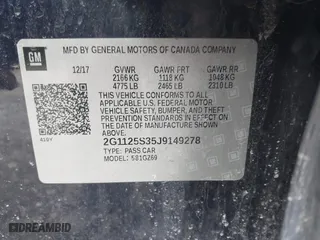 GM
MFD BY GENERAL MOTORS OF CANADA COMPANY
12/17 GVWR GAWR FRT GAWR RR
2166 KG 1118 KG 1048 KG
4775 LB 2465 LB 2310 LB
THIS VEHICLE CONFORMS TO ALL APPLICABLE U.S. FEDERAL MOTOR VEHICLE SAFETY, BUMPER, AND THEFT PREVENTION STANDARDS IN EFFECT ON THE DATE OF MANUFACTURE SHOWN ABOVE.
2G1125S35J9149278
TYPE: PASS CAR
MODEL:
DREAMBID